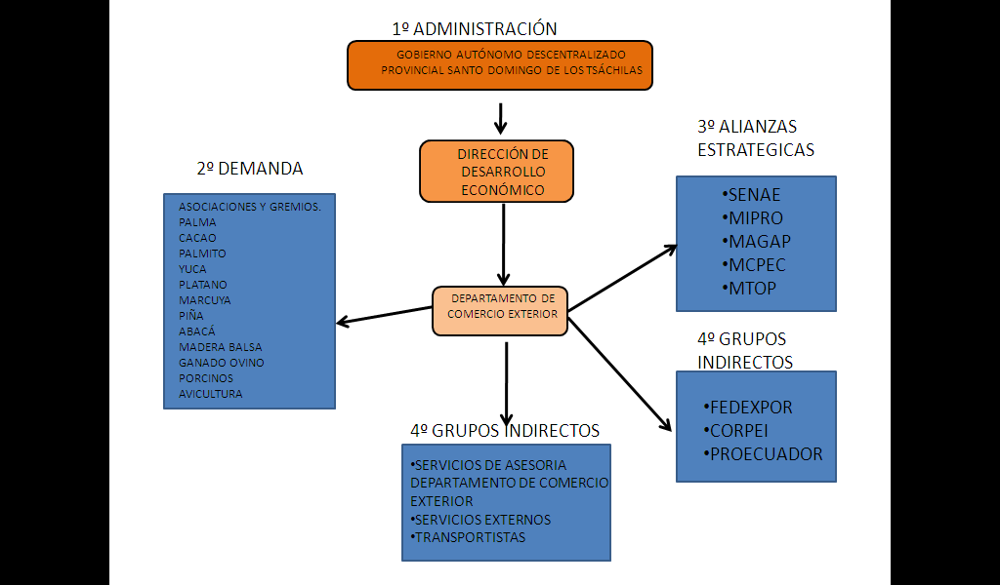 1º ADMINISTRACIÓN
GOBIERNO AUTÓNOMO DESCENTRALIZADO
PROVINCIAL SANTO DOMINGO DE LOS TSÁCHILAS
DIRECCIÓN DE
DESARROLLO
ECONÓMICO
2º DEMANDA
ASOCIACIONES Y GREMIOS.
PALMA
CACAO
PALMITO
YUCA
PLATANO
MARCUYA
PIÑA
ABACÁ
MADERA BALSA
GANADO OVINO
PORCINOS
AVICULTURA
DEPARTAMENTO DE
COMERCIO EXTERIOR
3º ALIANZAS
ESTRATEGICAS
•SENAE
•MIPRO
•MAGAP
•MCPEC
•MTOP
4º GRUPOS
INDIRECTOS
•FEDEXPOR
•CORPEI
•PROECUADOR
4º GRUPOS INDIRECTOS
•SERVICIOS DE ASESORIA
DEPARTAMENTO DE COMERCIO
EXTERIOR
•SERVICIOS EXTERNOS
•TRANSPORTISTAS